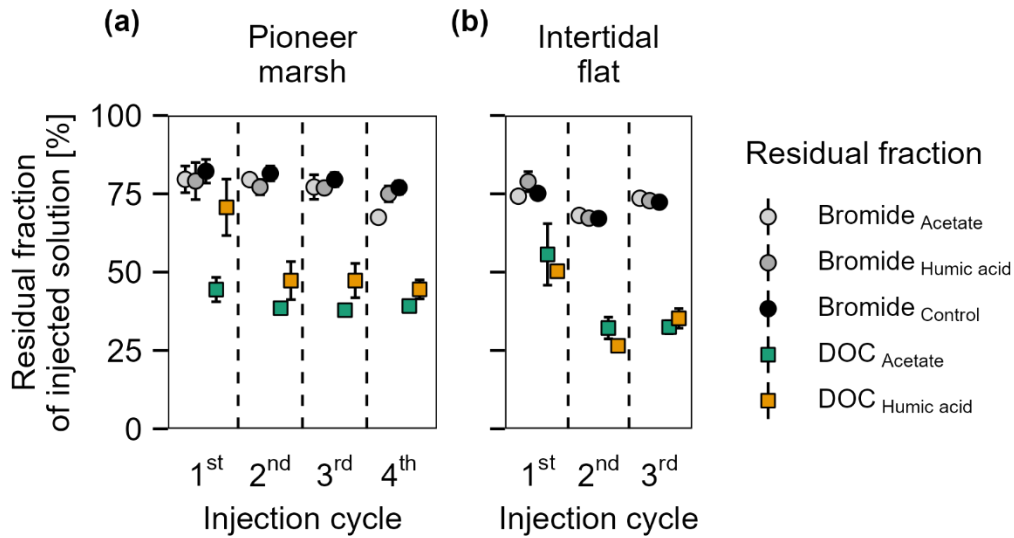 (a)
Pioneer
marsh
(b)
Intertidal
flat
Residual fraction
of injected solution [%]
100
75
50
25
0
1st 2nd 3rd 4th
Injection cycle
1st 2nd 3rd
Injection cycle
Residual fraction
Bromide Acetate
Bromide Humic acid
Bromide Control
DOC Acetate
DOC Humic acid